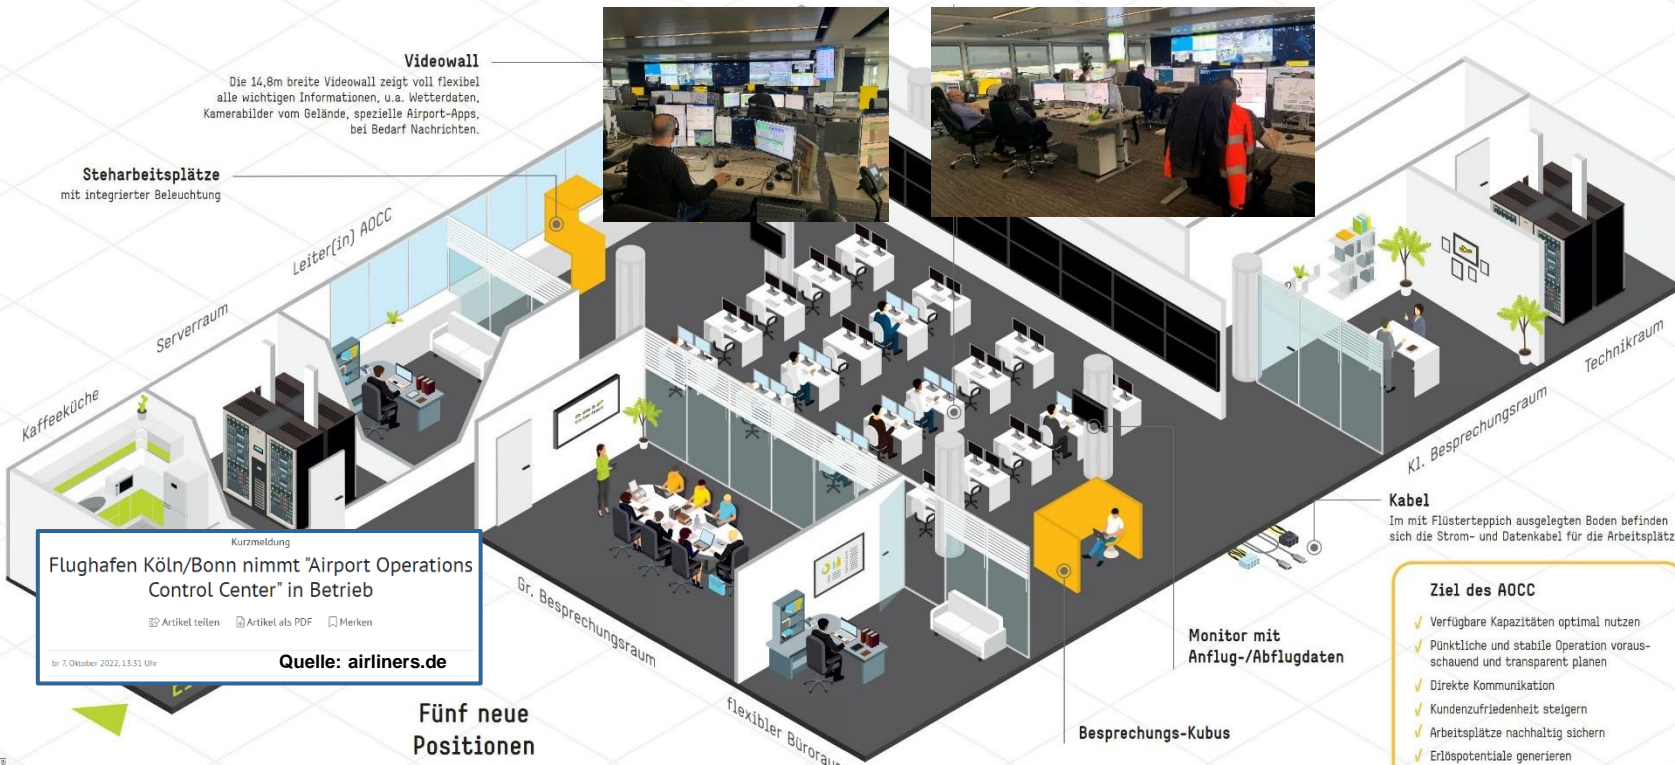 Videowall
Die 14,8m breite Videowall zeigt voll flexibel
alle wichtigen Informationen, u.a. Wetterdaten,
Kamerabilder vom Gelände, spezielle Airport-Apps,
bei Bedarf Nachrichten.
Steharbeitsplätze
mit integrierter Beleuchtung
Leiter(in) AOCC
Serverraum
Kaffeeküche
Kurzmeldung
Flughafen Köln/Bonn nimmt "Airport Operations
Control Center" in Betrieb
Artikel teilen Artikel als PDF Merken
br 7. Oktober 2022, 13:31 Uhr
Quelle: airliners.de
Fünf neue
Positionen
Gr. Besprechungsraum
flexibler Büroraum
Besprechungs-Kubus
Monitor mit
Anflug-/Abflugdaten
Technikraum
Kl. Besprechungsraum
Kabel
Im mit Flüsterteppich ausgelegten Boden befinden
sich die Strom- und Datenkabel für die Arbeitsplätz
Ziel des AOCC
√ Verfügbare Kapazitäten optimal nutzen
√ Pünktliche und stabile Operation voraus-
schauend und transparent planen
√ Direkte Kommunikation
√ Kundenzufriedenheit steigern
√ Arbeitsplätze nachhaltig sichern
√ Erlöspotentiale generieren